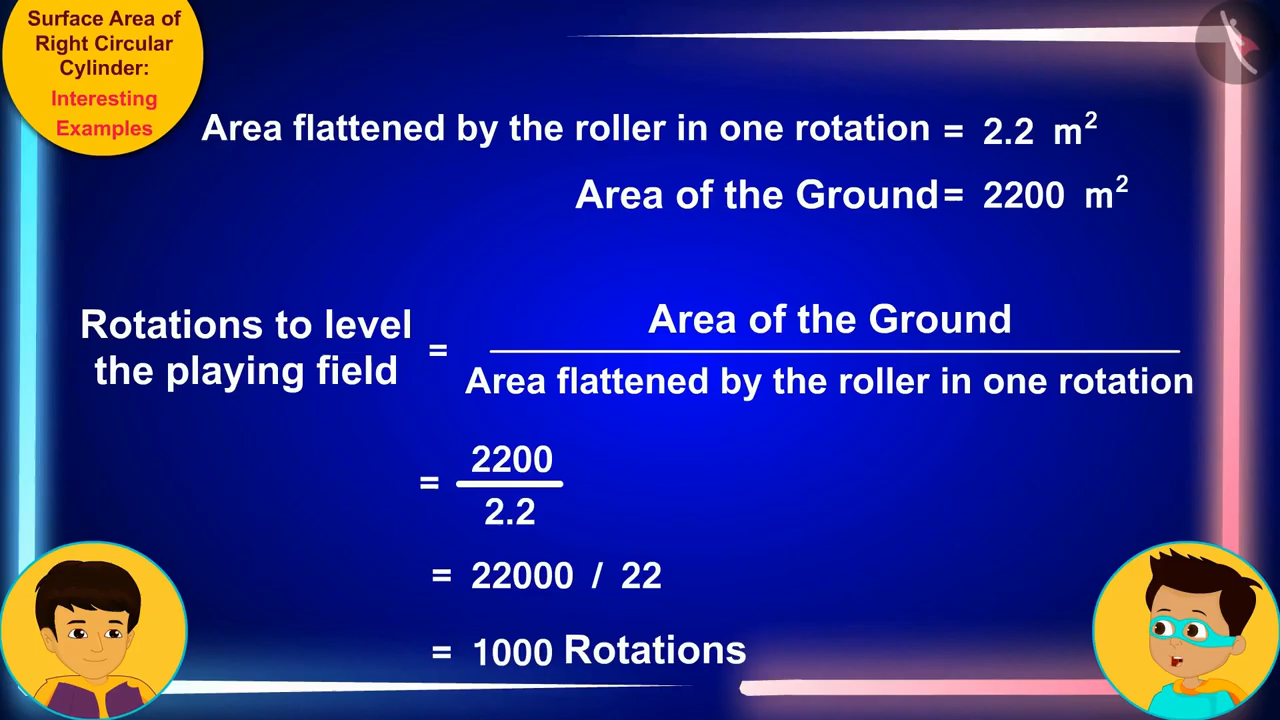 Surface Area of
Right Circular
Cylinder:
Interesting
Examples
Area flattened by the roller in one rotation = 2.2 m²
Area of the Ground = 2200 m²
Rotations to level
the playing field
=
Area of the Ground
Area flattened by the roller in one rotation
= 2200
2.2
= 22000 / 22
= 1000 Rotations